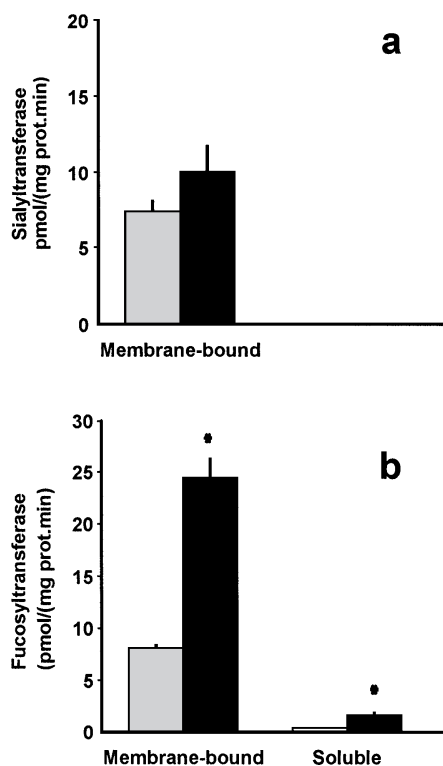 a
20
15
10
5
0
Sialyltransferase
pmol/(mg prot.min)
Membrane-bound
b
30
25
20
15
10
5
0
Fucosyltransferase
(pmol/(mg prot.min)
*
*
Membrane-bound Soluble